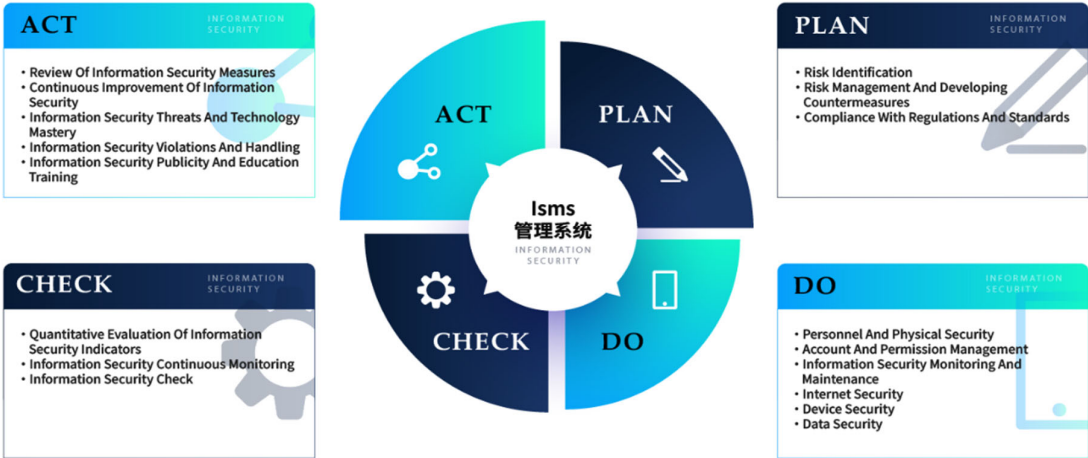 ACT
INFORMATION
SECURITY
• Review Of Information Security Measures
• Continuous Improvement Of Information
Security
• Information Security Threats And Technology
Mastery
• Information Security Violations And Handling
• Information Security Publicity And Education
Training
ACT
PLAN
CHECK
DO
Isms
管理系统
INFORMATION
SECURITY
PLAN
INFORMATION
SECURITY
• Risk Identification
• Risk Management And Developing
Countermeasures
• Compliance With Regulations And Standards
CHECK
INFORMATION
SECURITY
• Quantitative Evaluation Of Information
Security Indicators
• Information Security Continuous Monitoring
• Information Security Check
DO
INFORMATION
SECURITY
• Personnel And Physical Security
• Account And Permission Management
• Information Security Monitoring And
Maintenance
• Internet Security
• Device Security
• Data Security